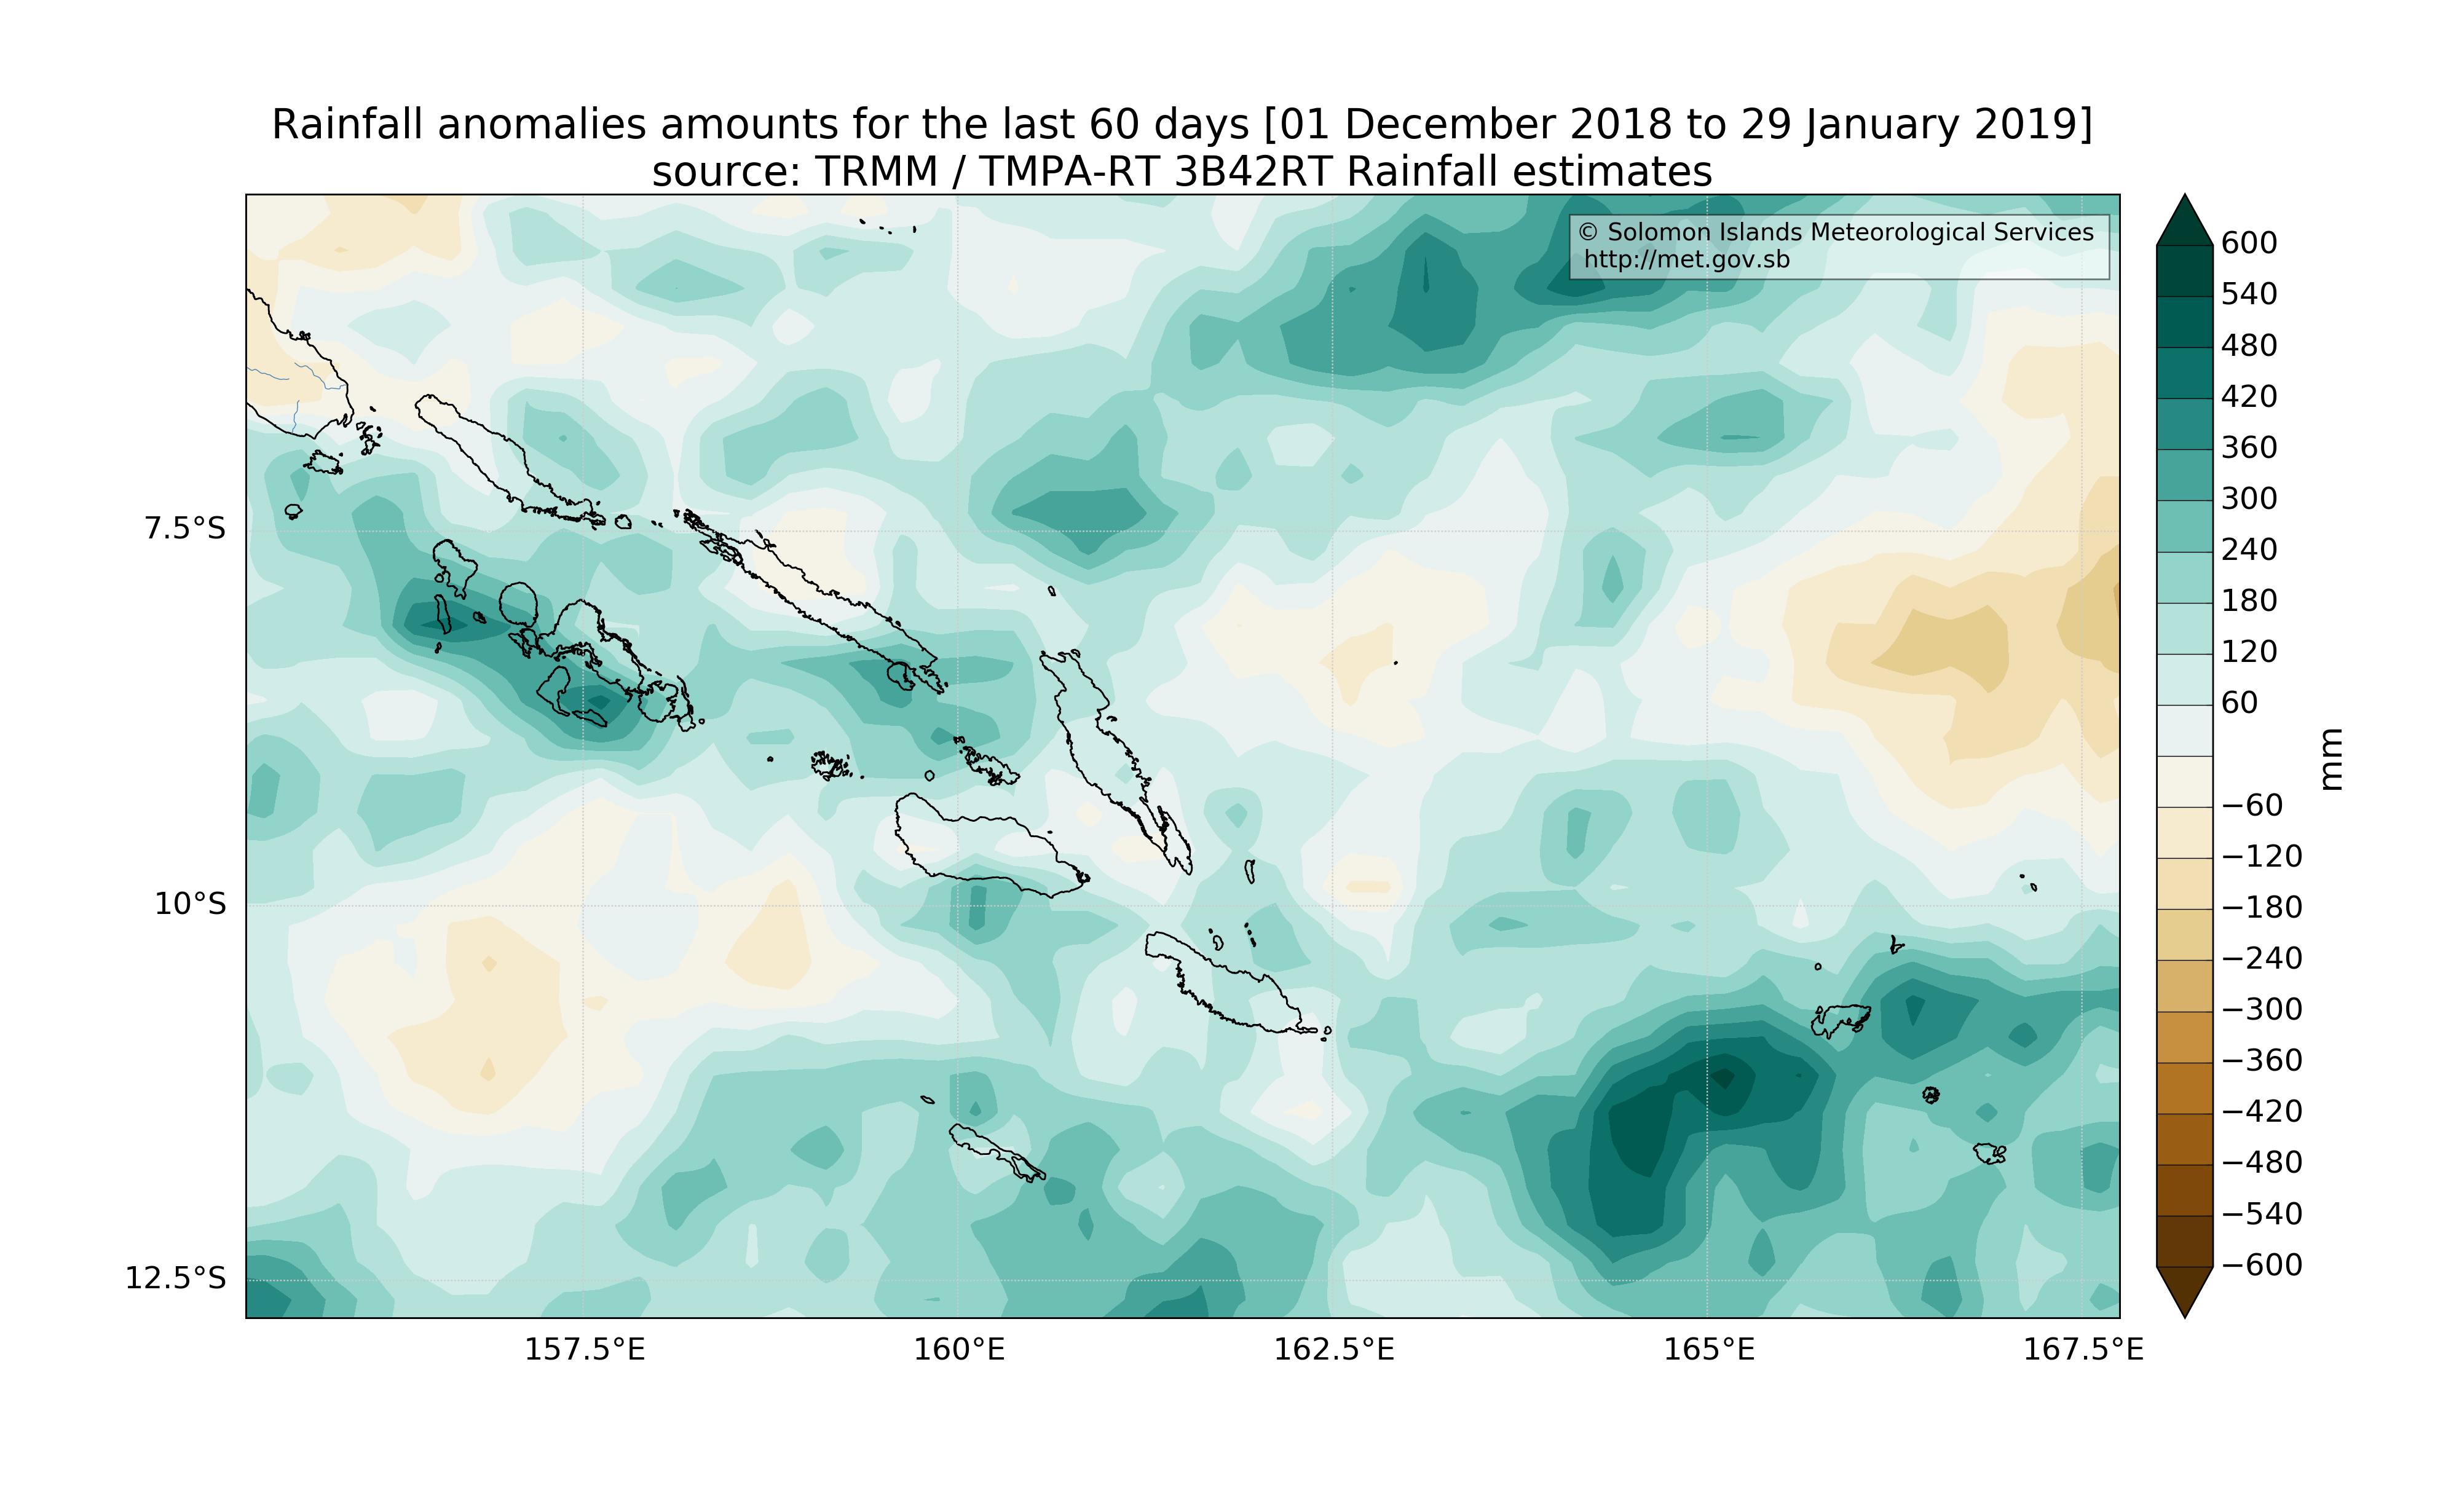 Rainfall anomalies amounts for the last 60 days [01 December 2018 to 29 January 2019]
source: TRMM / TMPA-RT 3B42RT Rainfall estimates
© Solomon Islands Meteorological Services
http://met.gov.sb
7.5°S
10°S
12.5°S
157.5°E
160°E
162.5°E
165°E
167.5°E
600
540
480
420
360
300
240
180
120
60
−60
−120
−180
−240
−300
−360
−420
−480
−540
−600
mm